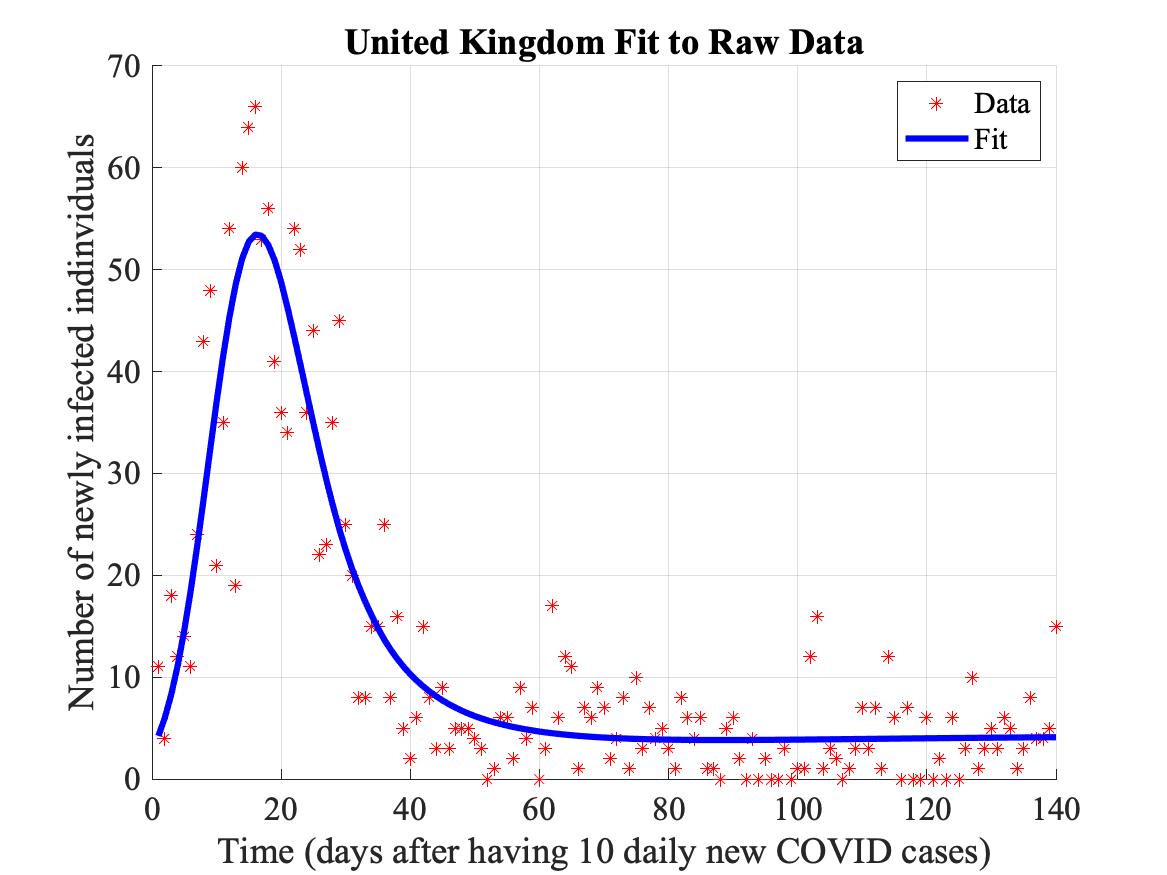 United Kingdom Fit to Raw Data
Number of newly infected indinviduals
70
60
50
40
30
20
10
0
Data
Fit
0 20 40 60 80 100 120 140
Time (days after having 10 daily new COVID cases)